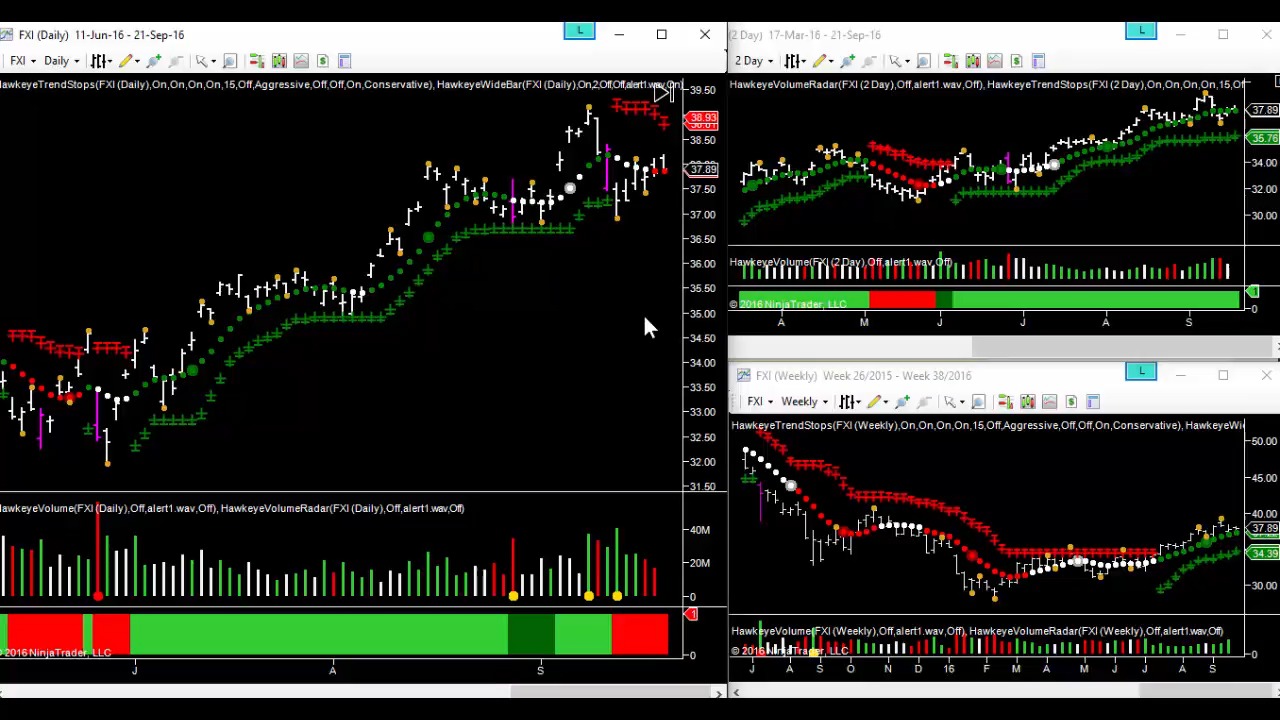 FXI (Daily) 11-Jun-16 - 21-Sep-16
L
FXI Daily
HawkeyeTrendStops(FXI (Daily),On,On,On,15,Off,Aggressive,Off,Off,On,Conservative), HawkeyeWideBar(FXI (Daily),On,2,Off,Off,alert1.wav,On)
39.50
38.93
38.50
37.89
37.50
37.00
36.50
36.00
35.50
35.00
34.50
34.00
33.50
33.00
32.50
32.00
31.50
HawkeyeVolume(FXI (Daily),Off,alert1.wav,Off), HawkeyeVolumeRadar(FXI (Daily),Off,alert1.wav,Off)
40M
20M
0
1
© 2016 NinjaTrader, LLC
0
J A S
(2 Day) 17-Mar-16 - 21-Sep-16
L
2 Day
HawkeyeVolumeRadar(FXI (2 Day),Off,alert1.wav,Off), HawkeyeTrendStops(FXI (2 Day),On,On,On,15,Of
37.89
35.76
34.00
32.00
30.00
HawkeyeVolume(FXI (2 Day),Off,alert1.wav,Off)
1
© 2016 NinjaTrader, LLC
0
A M J J A S
FXI (Weekly) Week 26/2015 - Week 38/2016
L
FXI Weekly
HawkeyeTrendStops(FXI (Weekly),On,On,On,15,Off,Aggressive,Off,Off,On,Conservative), HawkeyeWi
50.00
45.00
40.00
37.89
34.39
30.00
HawkeyeVolume(FXI (Weekly),Off,alert1.wav,Off), HawkeyeVolumeRadar(FXI (Weekly),Off,alert1.wav,Off)
© 2016 NinjaTrader, LLC
J A S O N D 16 F M A M J J A S